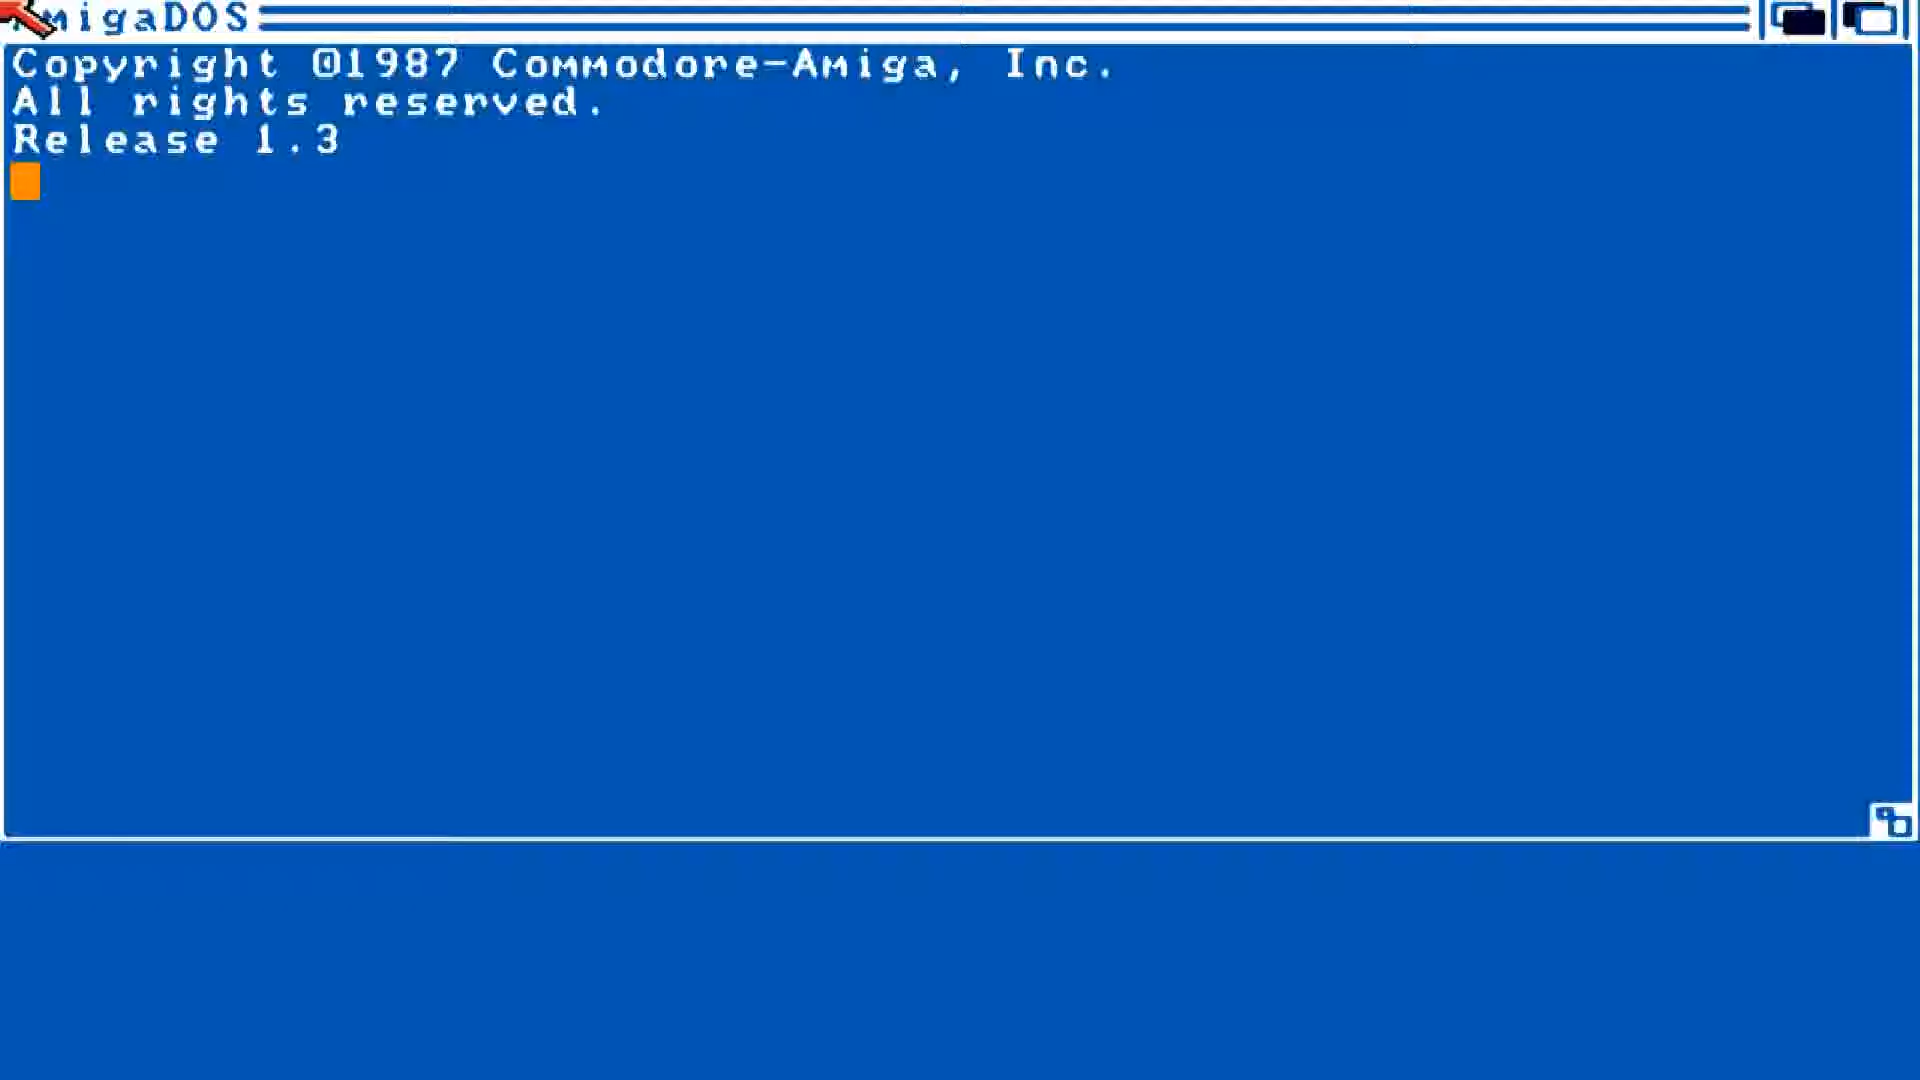 AmigaDOS
Copyright ©1987 Commodore-Amiga, Inc.
All rights reserved.
Release 1.3